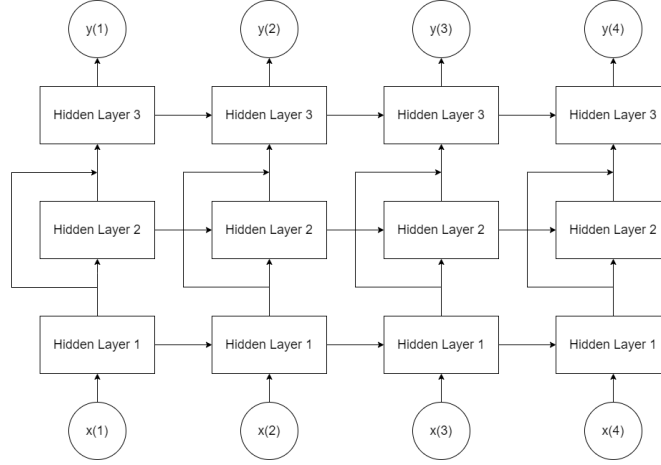 y(1)
y(2)
y(3)
y(4)
Hidden Layer 3
Hidden Layer 3
Hidden Layer 3
Hidden Layer 3
Hidden Layer 2
Hidden Layer 2
Hidden Layer 2
Hidden Layer 2
Hidden Layer 1
Hidden Layer 1
Hidden Layer 1
Hidden Layer 1
x(1)
x(2)
x(3)
x(4)